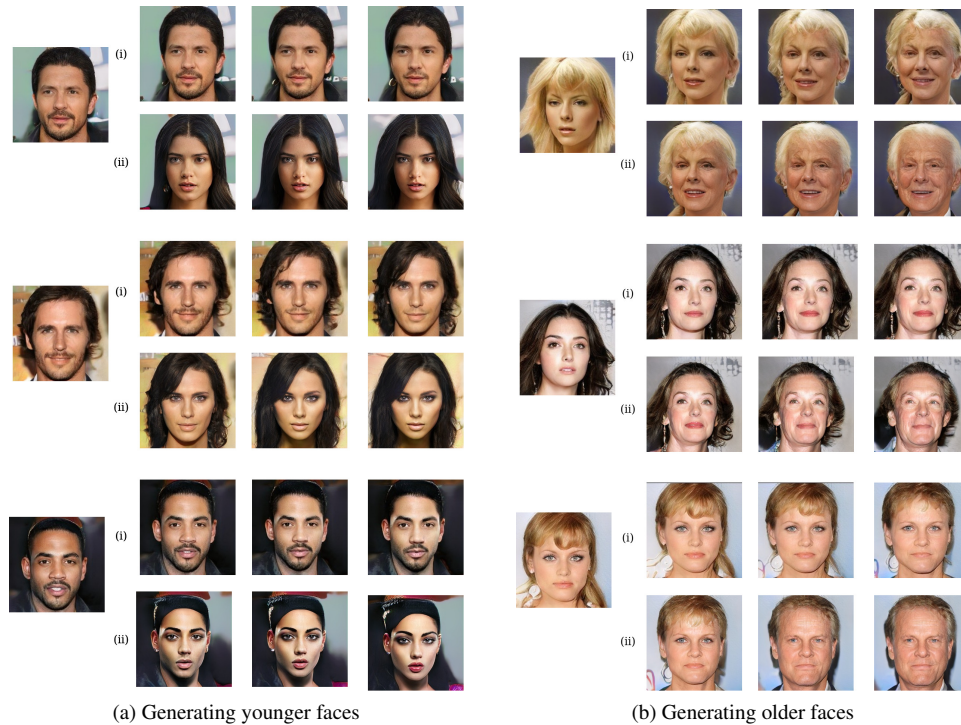 (i)
(ii)
(i)
(ii)
(i)
(ii)
(a) Generating younger faces
(i)
(ii)
(i)
(ii)
(i)
(ii)
(b) Generating older faces